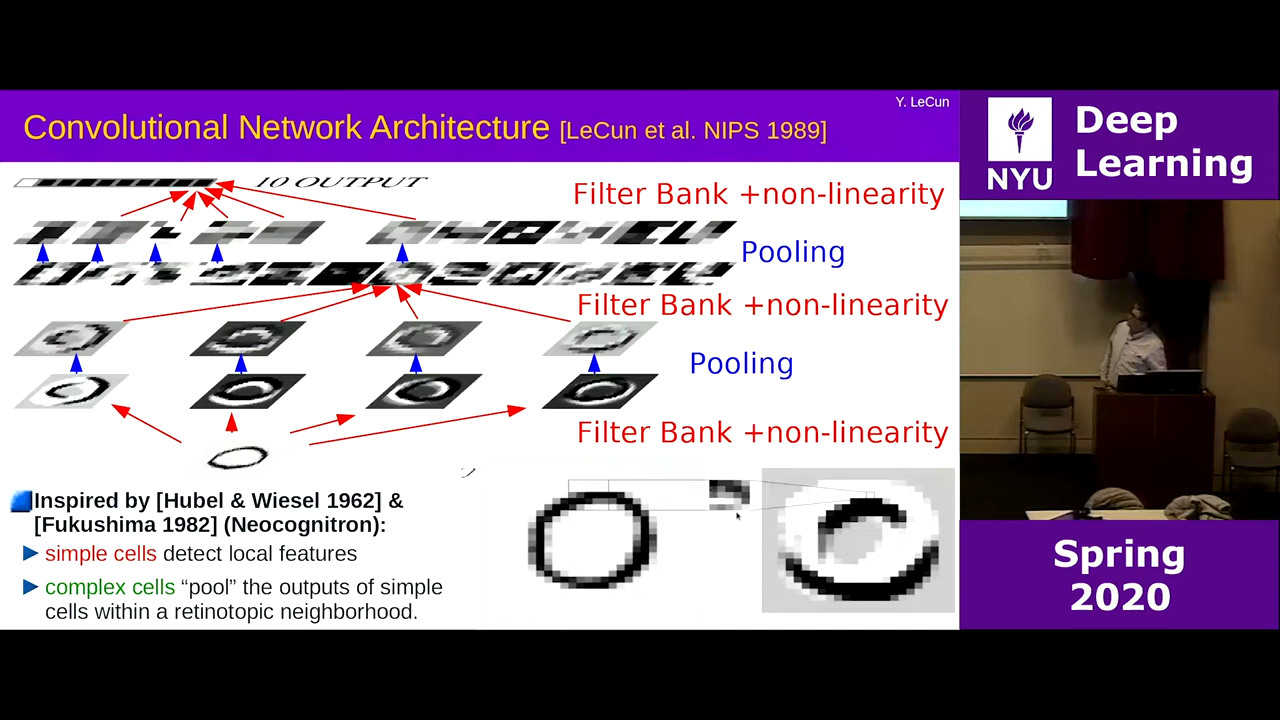 Y. LeCun
Convolutional Network Architecture [LeCun et al. NIPS 1989]
10 OUTPUT
Filter Bank +non-linearity
Pooling
Filter Bank +non-linearity
Pooling
Filter Bank +non-linearity
Inspired by [Hubel & Wiesel 1962] &
[Fukushima 1982] (Neocognitron):
simple cells detect local features
complex cells “pool” the outputs of simple
cells within a retinotopic neighborhood.
NYU
Deep
Learning
Spring
2020